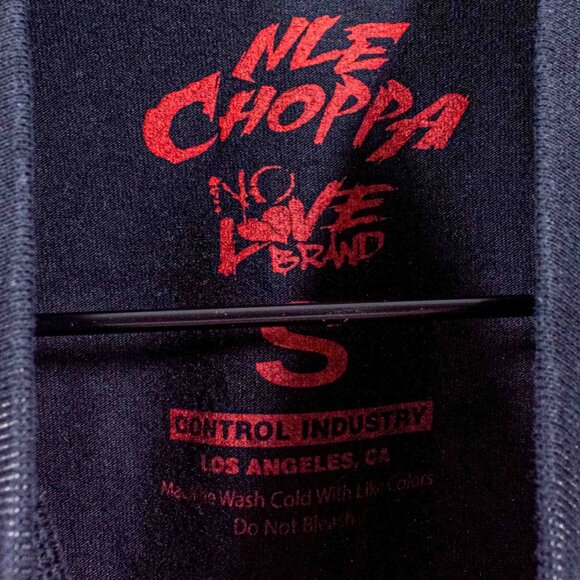 NLE
CHOPPA
NO
LOVE
BRAND
S
CONTROL INDUSTRY
LOS ANGELES, CA
Machine Wash Cold With Like Colors
Do Not Bleach